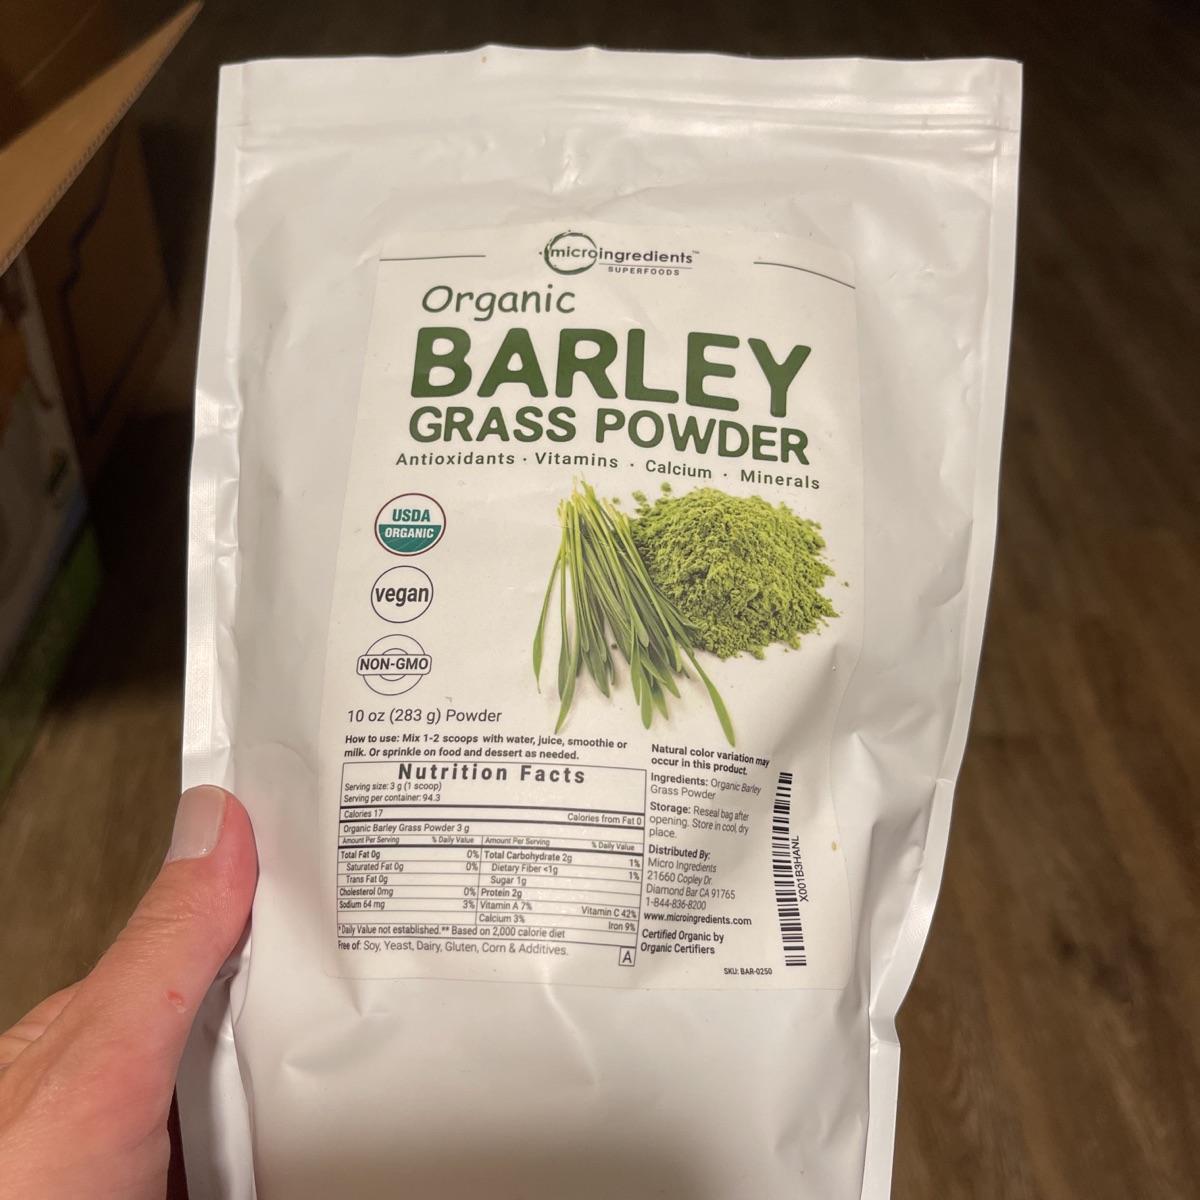 microingredients™
SUPERFOODS
Organic
BARLEY
GRASS POWDER
Antioxidants · Vitamins · Calcium · Minerals
USDA
ORGANIC
vegan
NON-GMO
10 oz (283 g) Powder
How to use: Mix 1-2 scoops with water, juice, smoothie or
milk. Or sprinkle on food and dessert as needed.
Nutrition Facts
Serving size: 3 g (1 scoop)
Serving per container: 94.3
Calories 17 Calories from Fat 0
Organic Barley Grass Powder 3 g
Amount Per Serving % Daily Value Amount Per Serving % Daily Value
Total Fat 0g 0% Total Carbohydrate 2g 1%
Saturated Fat 0g 0% Dietary Fiber <1g 1%
Trans Fat 0g Sugar 1g
Cholesterol 0mg 0% Protein 2g
Sodium 64 mg 3% Vitamin A 7% Vitamin C 42%
Calcium 3% Iron 9%
*Daily Value not established.** Based on 2,000 calorie diet
Free of: Soy, Yeast, Dairy, Gluten, Corn & Additives.
A
Natural color variation may
occur in this product.
Ingredients: Organic Barley
Grass Powder
Storage: Reseal bag after
opening. Store in cool, dry
place.
Distributed By:
Micro Ingredients
21660 Copley Dr.
Diamond Bar CA 91765
1-844-836-8200
www.microingredients.com
Certified Organic by
Organic Certifiers
SKU: BAR-0250
X001B3HANL